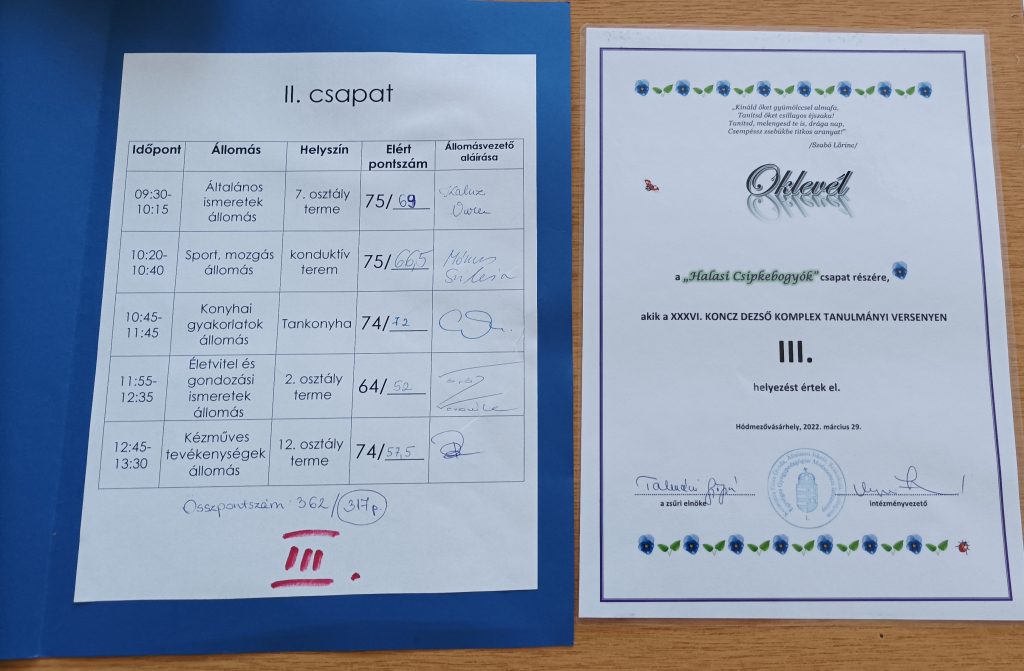 II. csapat
Időpont Állomás Helyszín Elért pontszám Állomásvezető aláírása
09:30-10:15 Általános ismeretek állomás 7. osztály terme 75/69
10:20-10:40 Sport, mozgás állomás konduktív terem 75/66,5
10:45-11:45 Konyhai gyakorlatok állomás Tankonyha 74/72
11:55-12:35 Életvitel és gondozási ismeretek állomás 2. osztály terme 64/52
12:45-13:30 Kézműves tevékenységek állomás 12. osztály terme 74/57,5
Összpontszám: 362/317 p.
III.
„Kínáld őket gyümölccsel almafa,
Tanítsd őket csillagos éjszaka!
Tanítsd, melengesd te is, drága nap,
Csempéssz zsebükbe titkos aranyat!"
/Szabó Lőrinc/
Oklevél
a „Halasi Csipkebogyók" csapat részére,
akik a XXXVI. KONCZ DEZSŐ KOMPLEX TANULMÁNYI VERSENYEN
III.
helyezést értek el.
Hódmezővásárhely, 2022. március 29.
a zsűri elnöke
intézményvezető